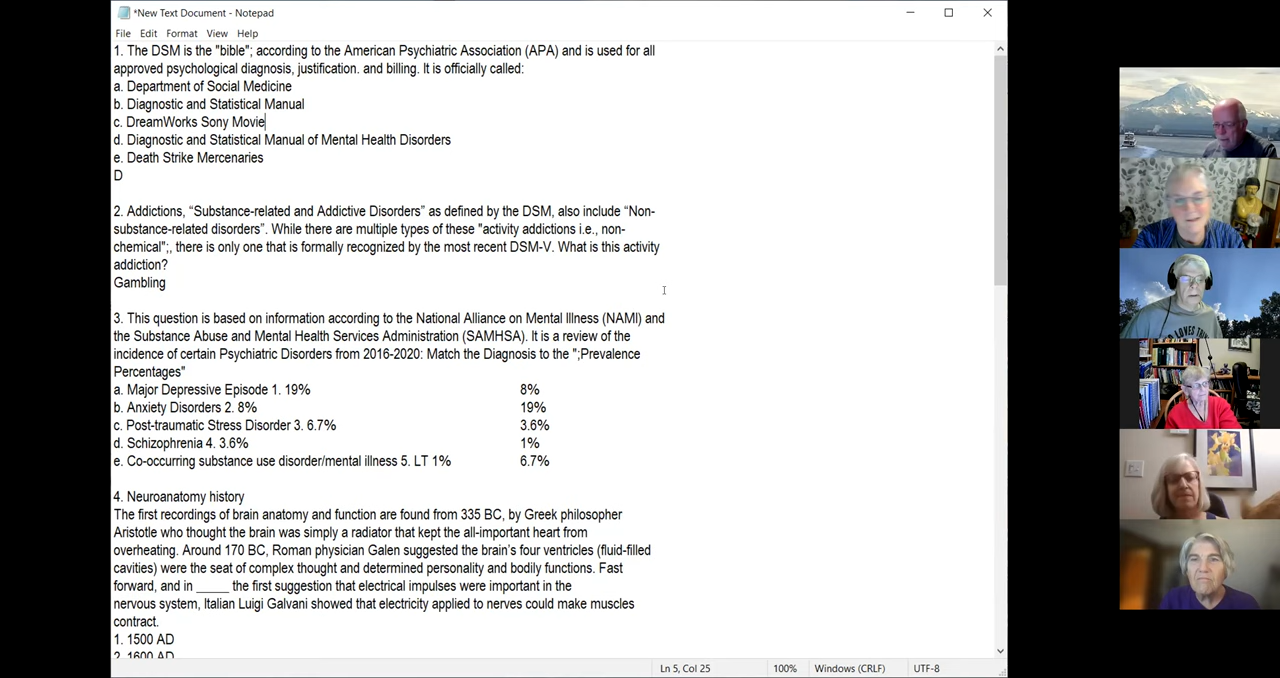 *New Text Document - Notepad
File Edit Format View Help
1. The DSM is the "bible"; according to the American Psychiatric Association (APA) and is used for all
approved psychological diagnosis, justification. and billing. It is officially called:
a. Department of Social Medicine
b. Diagnostic and Statistical Manual
c. DreamWorks Sony Movie
d. Diagnostic and Statistical Manual of Mental Health Disorders
e. Death Strike Mercenaries
D
2. Addictions, “Substance-related and Addictive Disorders” as defined by the DSM, also include “Non-
substance-related disorders”. While there are multiple types of these "activity addictions i.e., non-
chemical";, there is only one that is formally recognized by the most recent DSM-V. What is this activity
addiction?
Gambling
3. This question is based on information according to the National Alliance on Mental Illness (NAMI) and
the Substance Abuse and Mental Health Services Administration (SAMHSA). It is a review of the
incidence of certain Psychiatric Disorders from 2016-2020: Match the Diagnosis to the ";Prevalence
Percentages"
a. Major Depressive Episode 1. 19% 8%
b. Anxiety Disorders 2. 8% 19%
c. Post-traumatic Stress Disorder 3. 6.7% 3.6%
d. Schizophrenia 4. 3.6% 1%
e. Co-occurring substance use disorder/mental illness 5. LT 1% 6.7%
4. Neuroanatomy history
The first recordings of brain anatomy and function are found from 335 BC, by Greek philosopher
Aristotle who thought the brain was simply a radiator that kept the all-important heart from
overheating. Around 170 BC, Roman physician Galen suggested the brain’s four ventricles (fluid-filled
cavities) were the seat of complex thought and determined personality and bodily functions. Fast
forward, and in _____ the first suggestion that electrical impulses were important in the
nervous system, Italian Luigi Galvani showed that electricity applied to nerves could make muscles
contract.
1. 1500 AD
2. 1600 AD
Ln 5, Col 25 100% Windows (CRLF) UTF-8